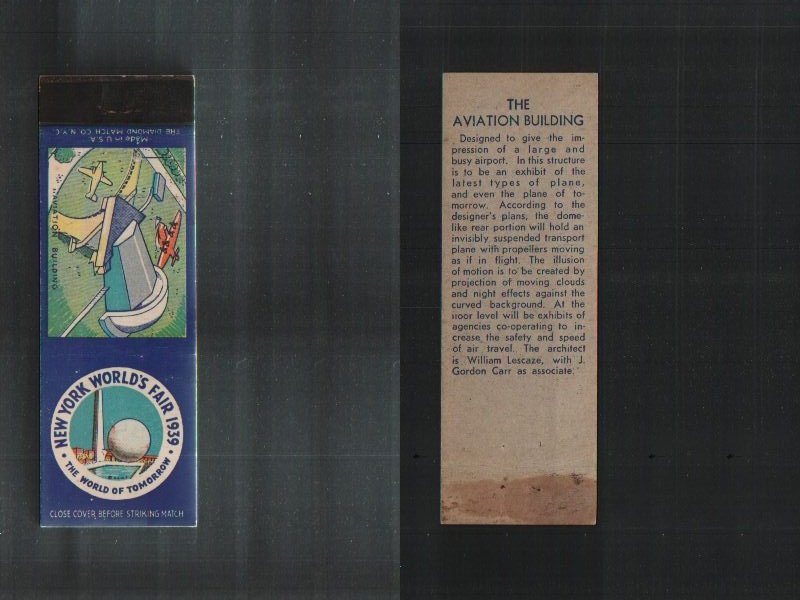 Made in U.S.A.
THE DIAMOND MATCH CO. N.Y.C.
AVIATION BUILDING
NEW YORK WORLD'S FAIR 1939
THE WORLD OF TOMORROW
CLOSE COVER BEFORE STRIKING MATCH
THE
AVIATION BUILDING
Designed to give the im-
pression of a large and
busy airport. In this structure
is to be an exhibit of the
latest types of plane,
and even the plane of to-
morrow. According to the
designer's plans, the dome-
like rear portion will hold an
invisibly suspended transport
plane with propellers moving
as if in flight. The illusion
of motion is to be created by
projection of moving clouds
and night effects against the
curved background. At the
floor level will be exhibits of
agencies co-operating to in-
crease the safety and speed
of air travel. The architect
is William Lescaze, with J.
Gordon Carr as associate.